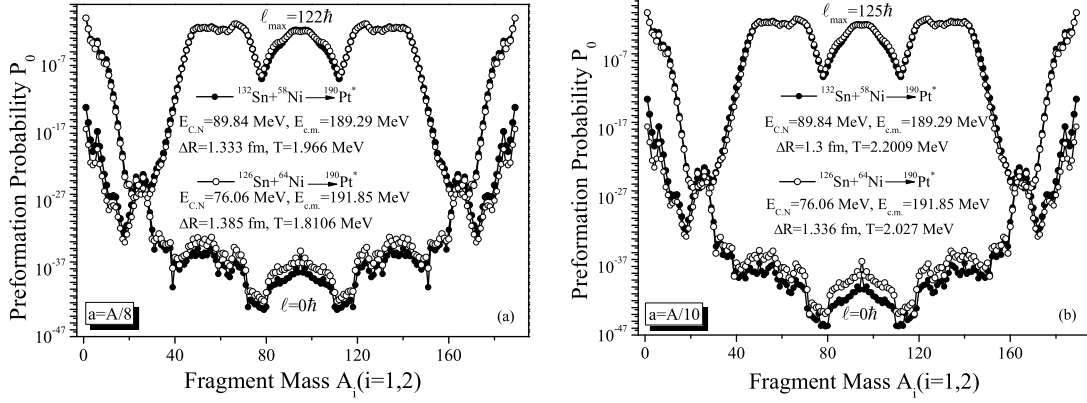 ℓmax=122ℏ
10^-7
132Sn+58Ni → 190Pt*
EC.N=89.84 MeV, Ec.m.=189.29 MeV
ΔR=1.333 fm, T=1.966 MeV
10^-17
126Sn+64Ni → 190Pt*
EC.N=76.06 MeV, Ec.m.=191.85 MeV
ΔR=1.385 fm, T=1.8106 MeV
10^-27
10^-37
ℓ=0ℏ
a=A/8
(a)
10^-47
0 40 80 120 160
Fragment Mass Ai(i=1,2)
Preformation Probability P0
ℓmax=125ℏ
10^-7
132Sn+58Ni → 190Pt*
EC.N=89.84 MeV, Ec.m.=189.29 MeV
ΔR=1.3 fm, T=2.2009 MeV
10^-17
126Sn+64Ni → 190Pt*
EC.N=76.06 MeV, Ec.m.=191.85 MeV
ΔR=1.336 fm, T=2.027 MeV
10^-27
10^-37
ℓ=0ℏ
a=A/10
(b)
10^-47
0 40 80 120 160
Fragment Mass Ai(i=1,2)
Preformation Probability P0